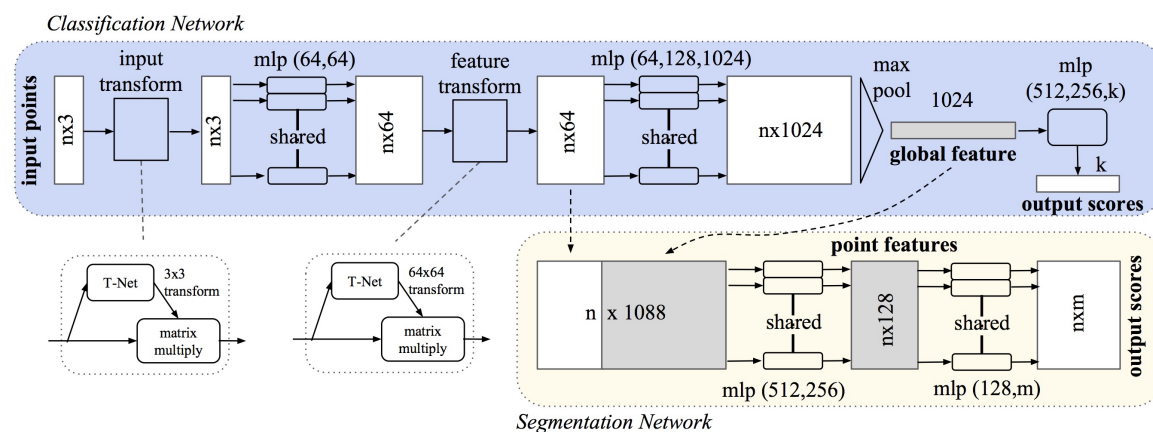 Classification Network
input points
nx3
input
transform
nx3
mlp (64,64)
shared
nx64
feature
transform
nx64
mlp (64,128,1024)
shared
nx1024
max
pool
1024
global feature
mlp
(512,256,k)
k
output scores
T-Net
3x3
transform
matrix
multiply
T-Net
64x64
transform
matrix
multiply
point features
n x 1088
shared
mlp (512,256)
nx128
shared
mlp (128,m)
nxm
output scores
Segmentation Network